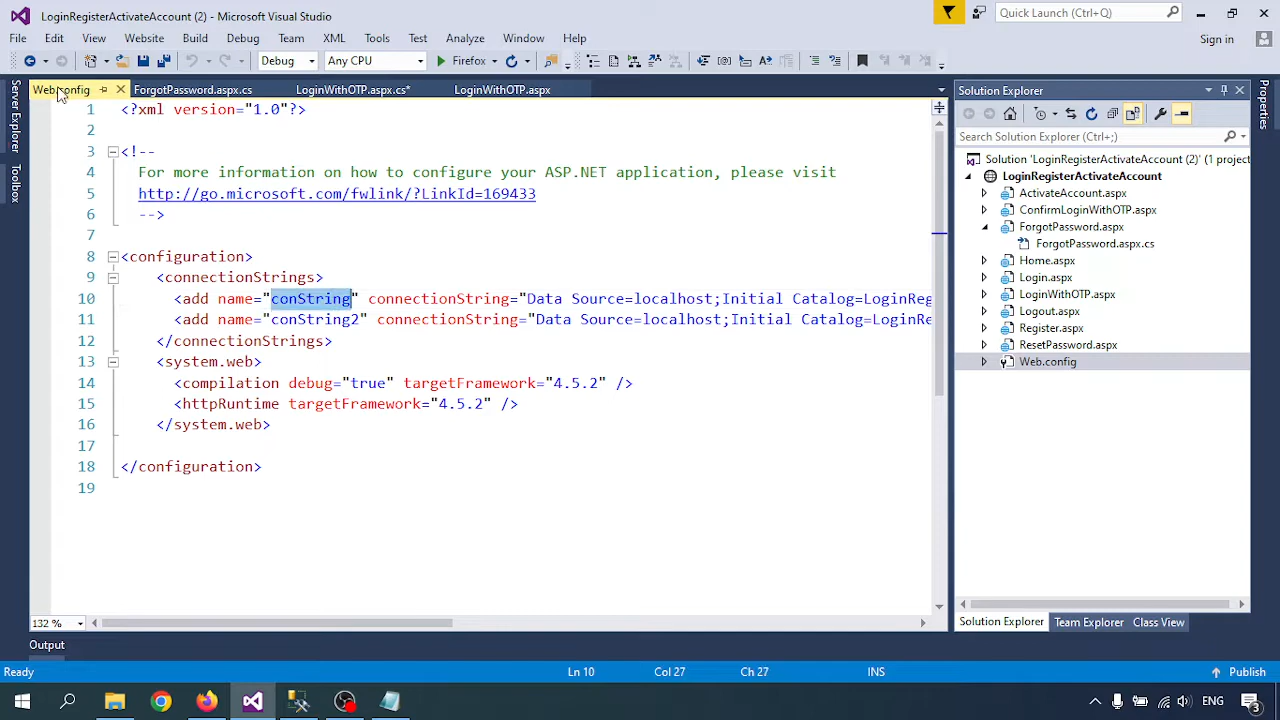 LoginRegisterActivateAccount (2) - Microsoft Visual Studio
Quick Launch (Ctrl+Q)
File Edit View Website Build Debug Team XML Tools Test Analyze Window Help
Sign in
Debug Any CPU Firefox
Web.config ForgotPassword.aspx.cs LoginWithOTP.aspx.cs* LoginWithOTP.aspx
Server Explorer
Toolbox
1 <?xml version="1.0"?>
2
3 <!--
4 For more information on how to configure your ASP.NET application, please visit
5 http://go.microsoft.com/fwlink/?LinkId=169433
6 -->
7
8 <configuration>
9 <connectionStrings>
10 <add name="conString" connectionString="Data Source=localhost;Initial Catalog=LoginReg
11 <add name="conString2" connectionString="Data Source=localhost;Initial Catalog=LoginRe
12 </connectionStrings>
13 <system.web>
14 <compilation debug="true" targetFramework="4.5.2" />
15 <httpRuntime targetFramework="4.5.2" />
16 </system.web>
17
18 </configuration>
19
132 %
Solution Explorer
Search Solution Explorer (Ctrl+;)
Solution 'LoginRegisterActivateAccount (2)' (1 project
LoginRegisterActivateAccount
ActivateAccount.aspx
ConfirmLoginWithOTP.aspx
ForgotPassword.aspx
ForgotPassword.aspx.cs
Home.aspx
Login.aspx
LoginWithOTP.aspx
Logout.aspx
Register.aspx
ResetPassword.aspx
Web.config
Solution Explorer Team Explorer Class View
Properties
Output
Ready Ln 10 Col 27 Ch 27 INS Publish
ENG 3